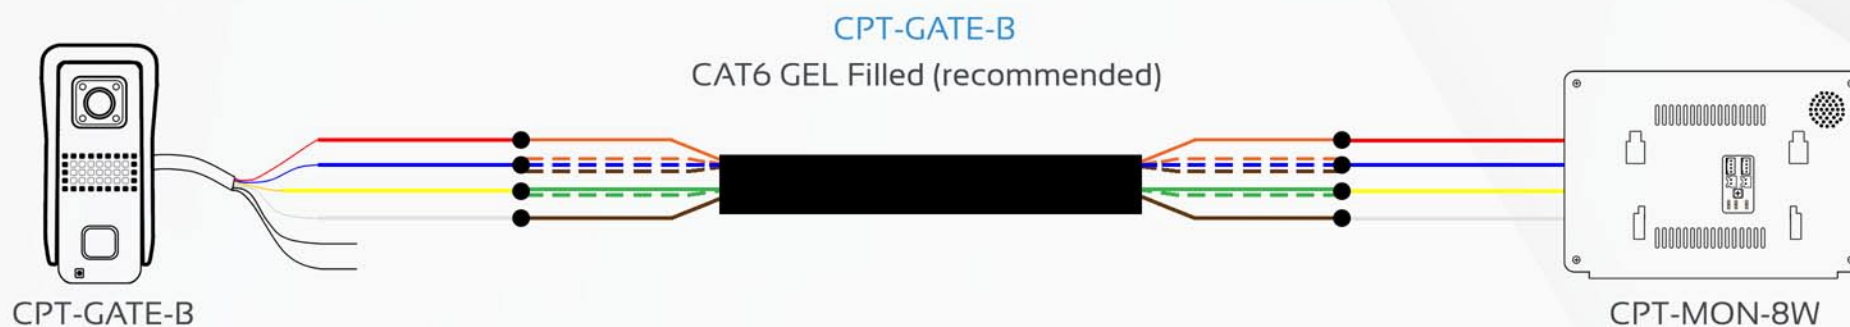 CPT-GATE-B
CAT6 GEL Filled (recommended)
CPT-GATE-B
CPT-MON-8W